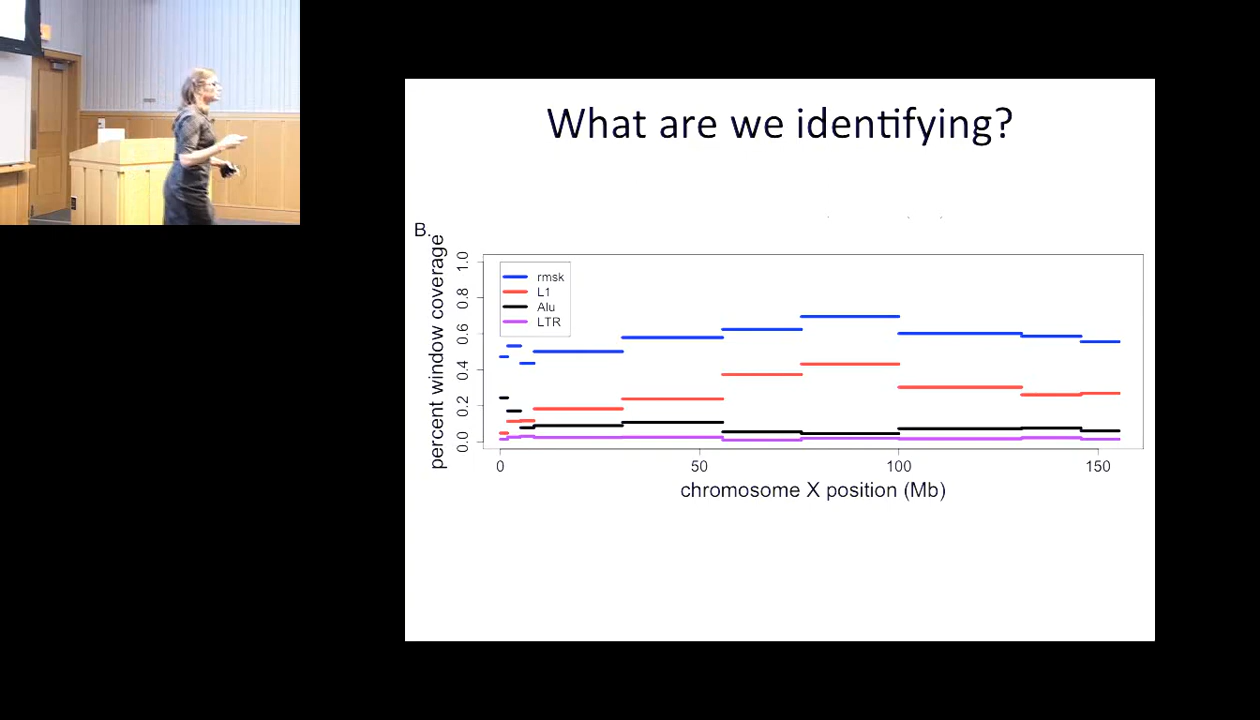 What are we identifying?
B.
percent window coverage
1.0
0.8
0.6
0.4
0.2
0.0
rmsk
L1
Alu
LTR
0 50 100 150
chromosome X position (Mb)